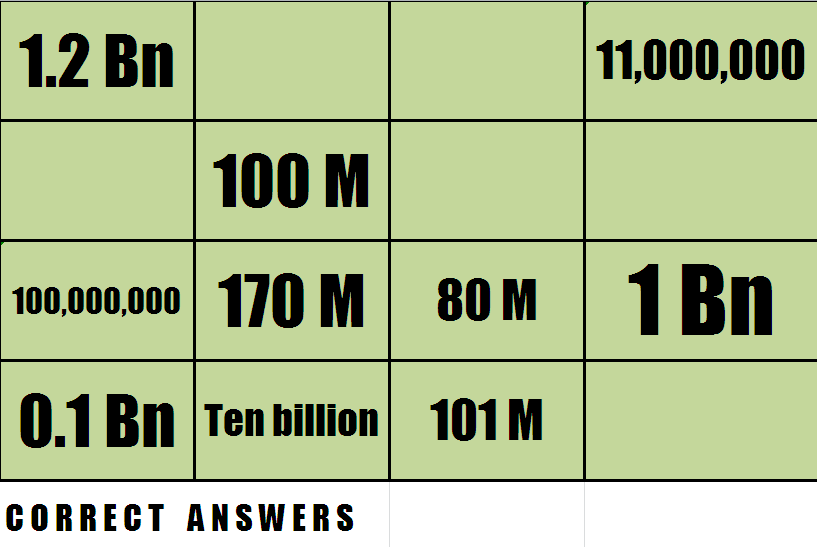 1.2 Bn 11,000,000
100 M
100,000,000 170 M 80 M 1 Bn
0.1 Bn Ten billion 101 M
CORRECT ANSWERS